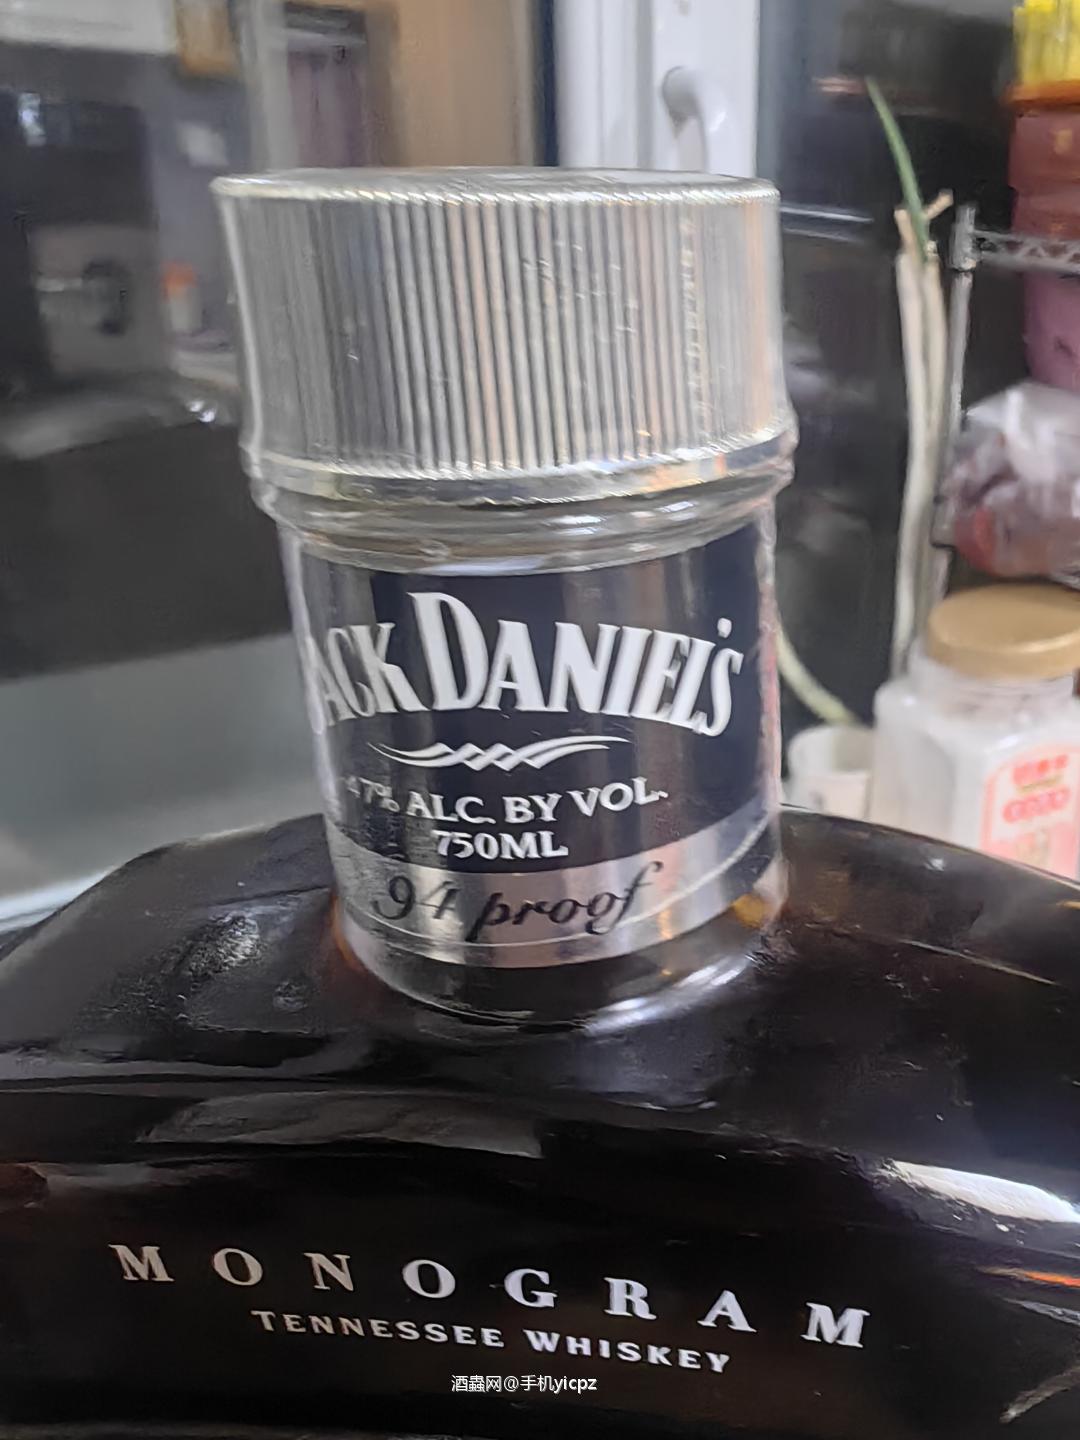 JACK DANIEL'S
47% ALC. BY VOL.
750ML
94 proof
MONOGRAM
TENNESSEE WHISKEY
酒蟲网@手机yicpz